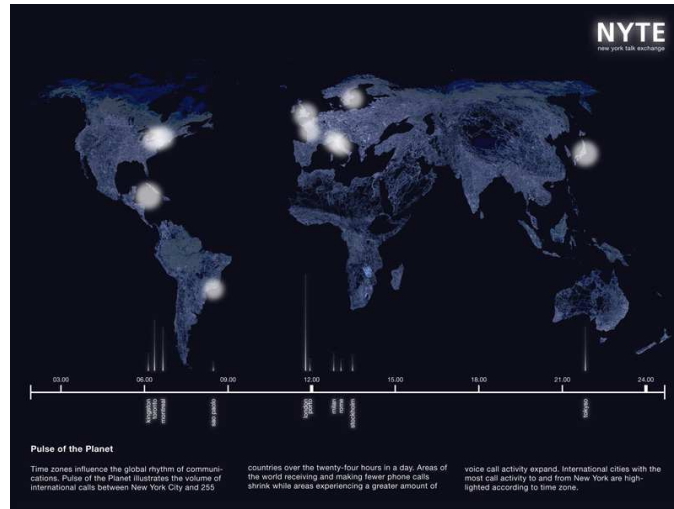 NYTE
new york talk exchange
03.00 06.00 09.00 12.00 15.00 18.00 21.00 24.00
kingston
toronto
montreal
sao paolo
london
porto
milan
rome
stockholm
tokyo
Pulse of the Planet
Time zones influence the global rhythm of communi-
cations. Pulse of the Planet illustrates the volume of
international calls between New York City and 255
countries over the twenty-four hours in a day. Areas of
the world receiving and making fewer phone calls
shrink while areas experiencing a greater amount of
voice call activity expand. International cities with the
most call activity to and from New York are high-
lighted according to time zone.